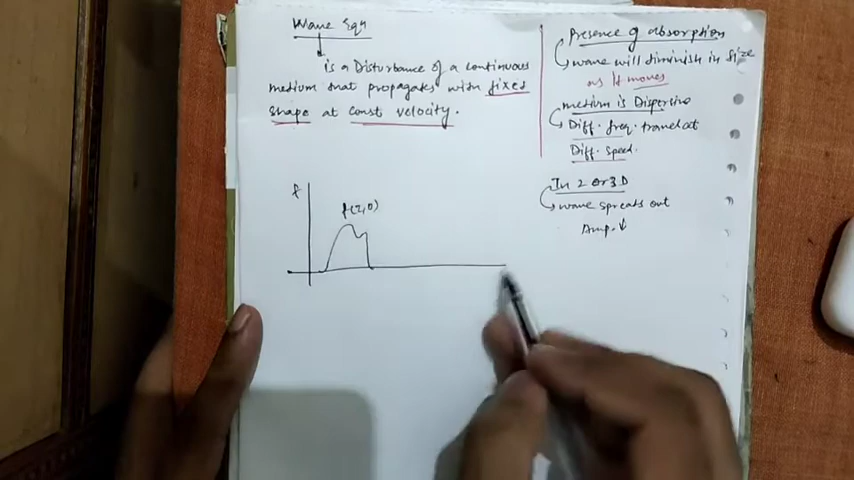 Wave Eqn
is a Disturbance of a continuous
medium that propagates with fixed
shape at const velocity.
f
f(z,0)
presence of absorption
wave will diminish in size
as it moves
medium is Dispersive
Diff. freq. travel at
Diff. speed.
In 2 or 3D
wave spreads out
Amp. ↓